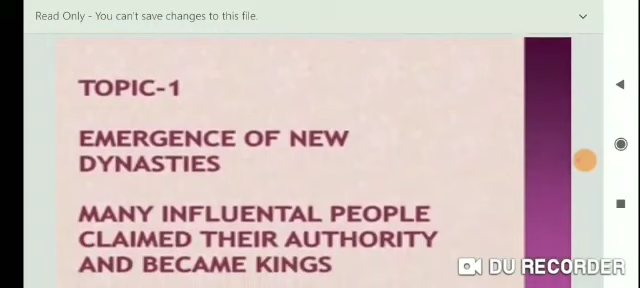 Read Only - You can't save changes to this file.
TOPIC-1
EMERGENCE OF NEW
DYNASTIES
MANY INFLUENTAL PEOPLE
CLAIMED THEIR AUTHORITY
AND BECAME KINGS
DU RECORDER